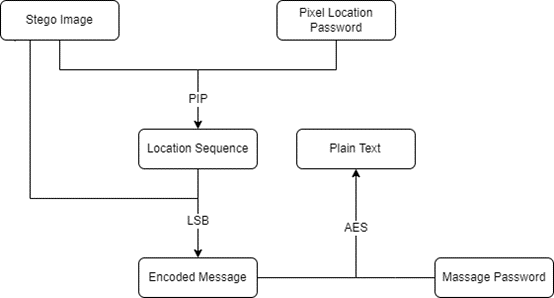 Stego Image
Pixel Location
Password
PIP
Location Sequence
Plain Text
LSB
AES
Encoded Message
Massage Password